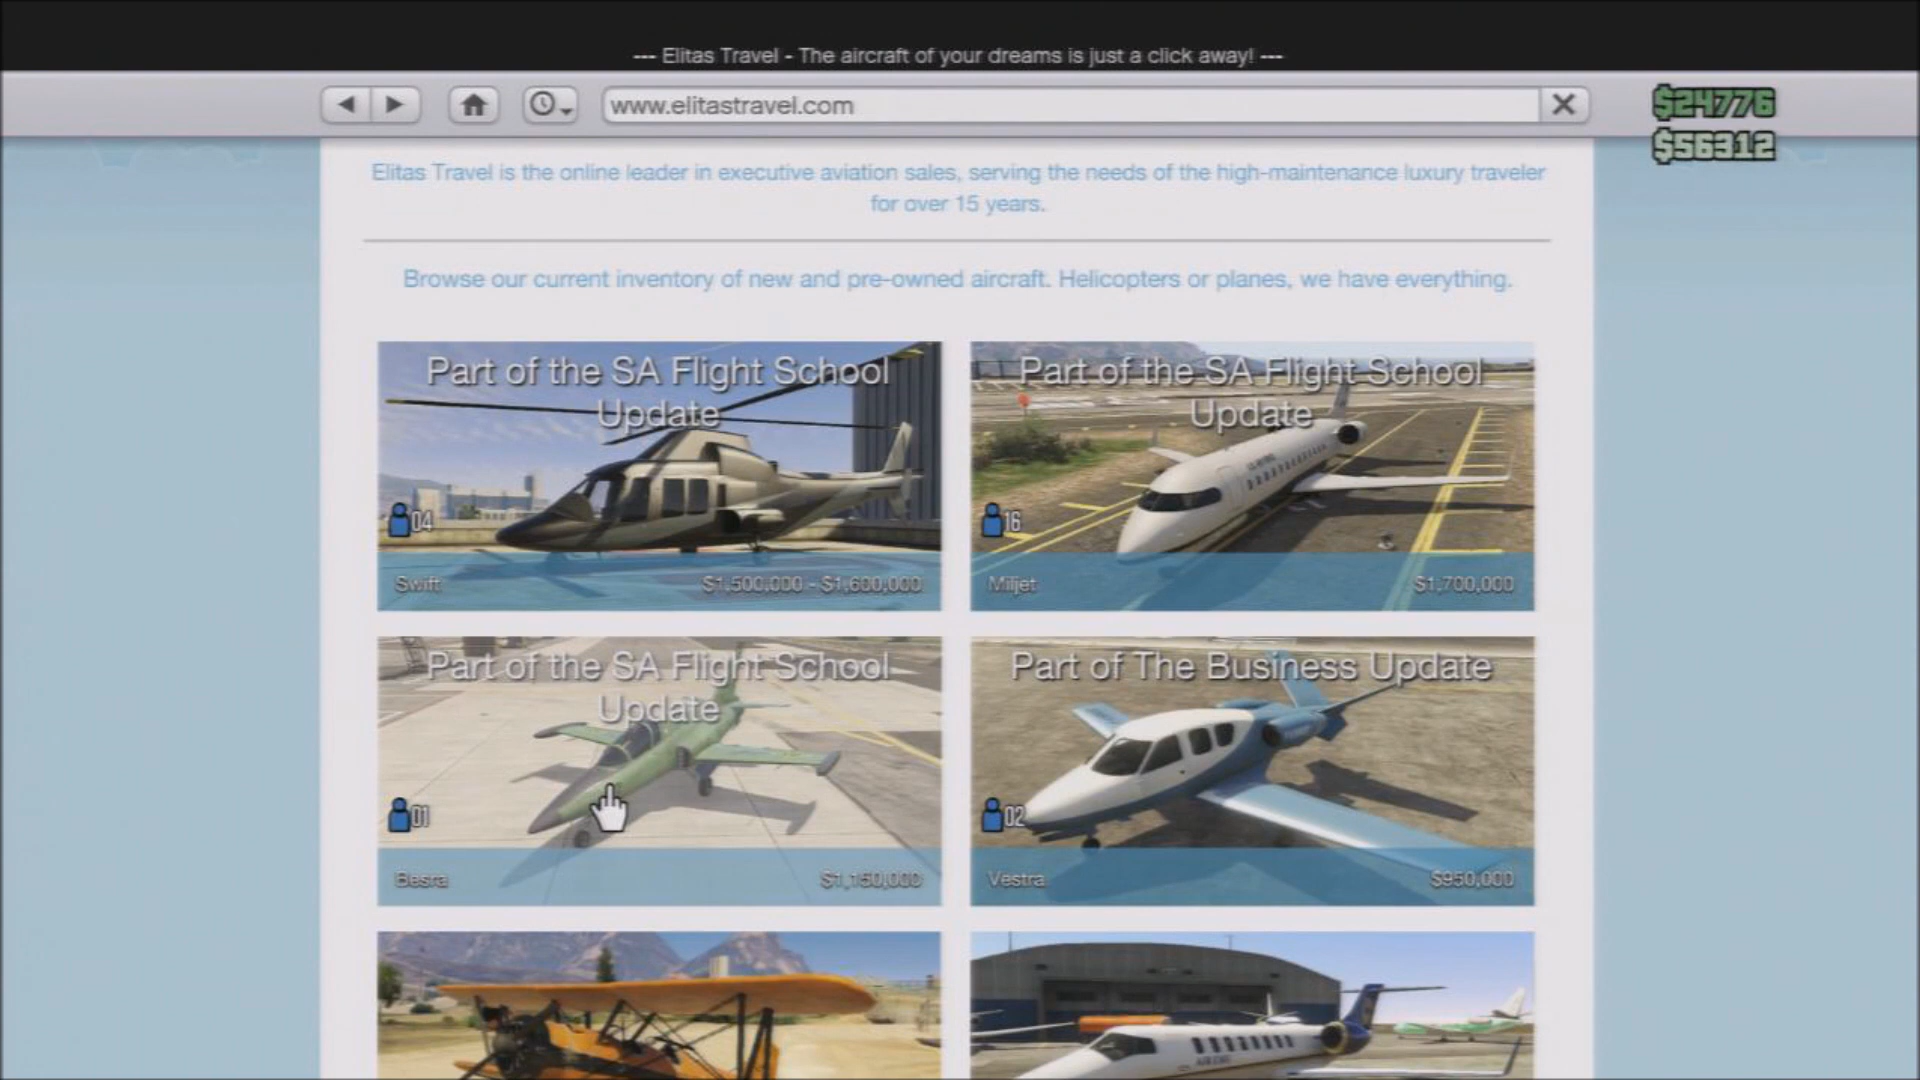 --- Elitas Travel - The aircraft of your dreams is just a click away! ---
www.elitastravel.com
$24776
$56312
Elitas Travel is the online leader in executive aviation sales, serving the needs of the high-maintenance luxury traveler
for over 15 years.
Browse our current inventory of new and pre-owned aircraft. Helicopters or planes, we have everything.
Part of the SA Flight School
Update
04
Swift
$1,500,000 - $1,600,000
Part of the SA Flight School
Update
16
Miljet
$1,700,000
Part of the SA Flight School
Update
01
Besra
$1,150,000
Part of The Business Update
02
Vestra
$950,000